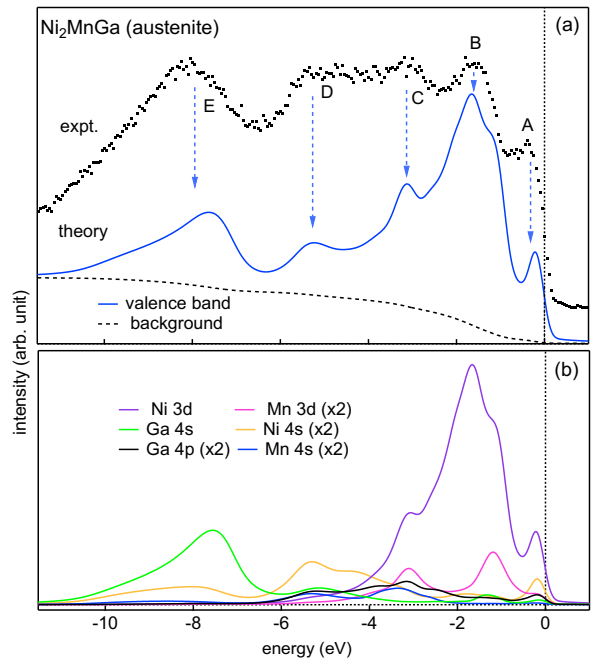 Ni₂MnGa (austenite)
(a)
B
E
D
C
A
expt.
theory
valence band
background
intensity (arb. unit)
(b)
Ni 3d Mn 3d (x2)
Ga 4s Ni 4s (x2)
Ga 4p (x2) Mn 4s (x2)
-10 -8 -6 -4 -2 0
energy (eV)